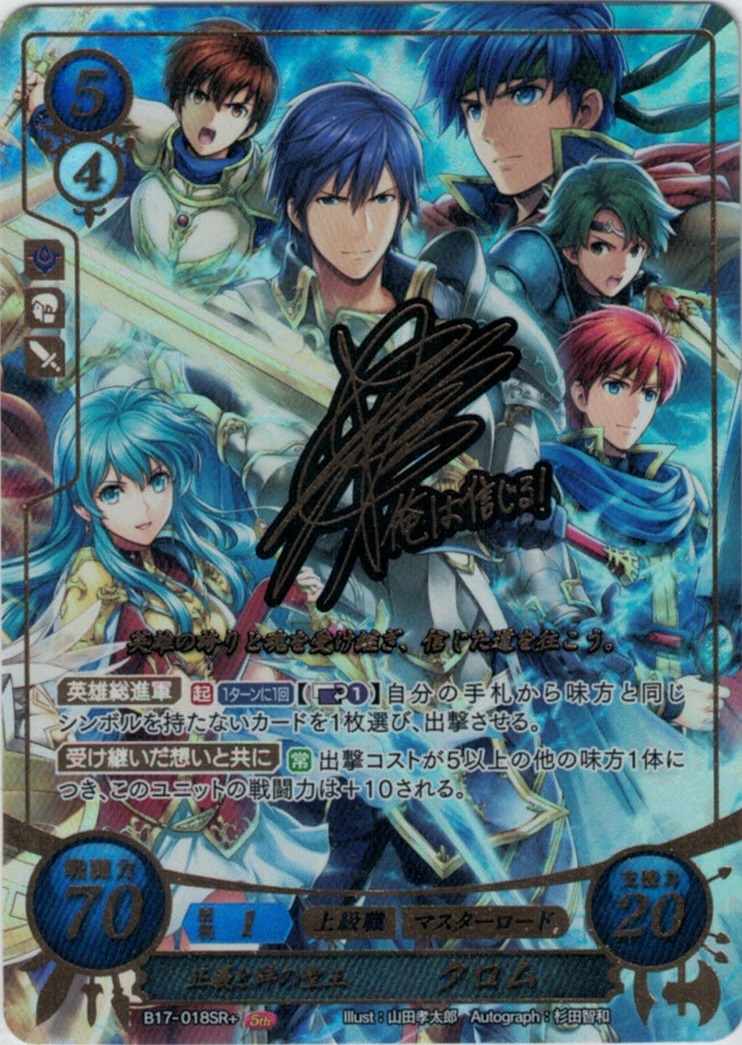 5
4
俺は信じる!
英雄の誇りと魂を受け継ぎ、信じた道を往こう。
英雄総進軍 起 1ターンに1回【1】自分の手札から味方と同じ
シンボルを持たないカードを1枚選び、出撃させる。
受け継いだ想いと共に 常 出撃コストが5以上の他の味方1体に
つき、このユニットの戦闘力は+10される。
戦闘力 70
射程 1 上級職 マスターロード
支援力 20
正義と絆の聖王 クロム
B17-018SR+ 5th Illust:山田孝太郎 Autograph:杉田智和